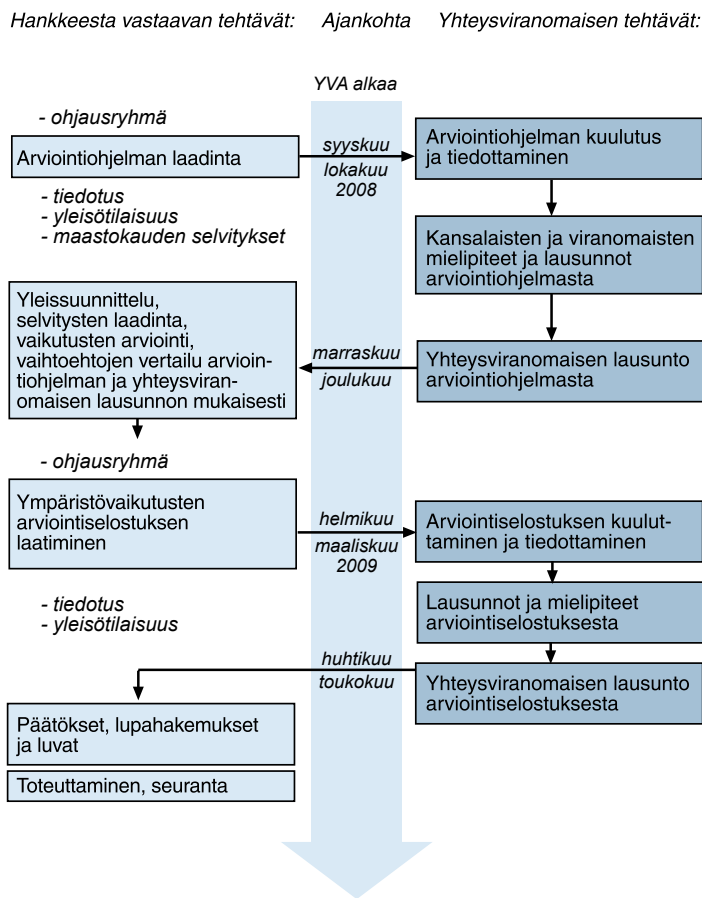 Hankkeesta vastaavan tehtävät:
Ajankohta
Yhteysviranomaisen tehtävät:
YVA alkaa
- ohjausryhmä
Arviointiohjelman laadinta
syyskuu
lokakuu
2008
Arviointiohjelman kuulutus
ja tiedottaminen
- tiedotus
- yleisötilaisuus
- maastokauden selvitykset
Kansalaisten ja viranomaisten
mielipiteet ja lausunnot
arviointiohjelmasta
Yleissuunnittelu,
selvitysten laadinta,
vaikutusten arviointi,
vaihtoehtojen vertailu arvioin-
tiohjelman ja yhteysviran-
omaisen lausunnon mukaisesti
marraskuu
joulukuu
Yhteysviranomaisen lausunto
arviointiohjelmasta
- ohjausryhmä
Ympäristövaikutusten
arviointiselostuksen
laatiminen
helmikuu
maaliskuu
2009
Arviointiselostuksen kuulut-
taminen ja tiedottaminen
- tiedotus
- yleisötilaisuus
Lausunnot ja mielipiteet
arviointiselostuksesta
huhtikuu
toukokuu
Yhteysviranomaisen lausunto
arviointiselostuksesta
Päätökset, lupahakemukset
ja luvat
Toteuttaminen, seuranta